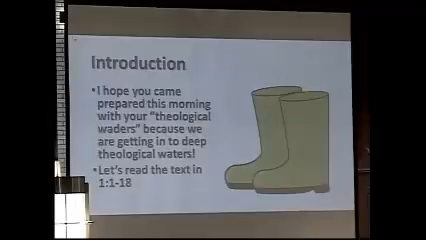 Introduction
•I hope you came
prepared this morning
with your "theological
waders" because we
are getting in to deep
theological waters!
•Let's read the text in
1:1-18